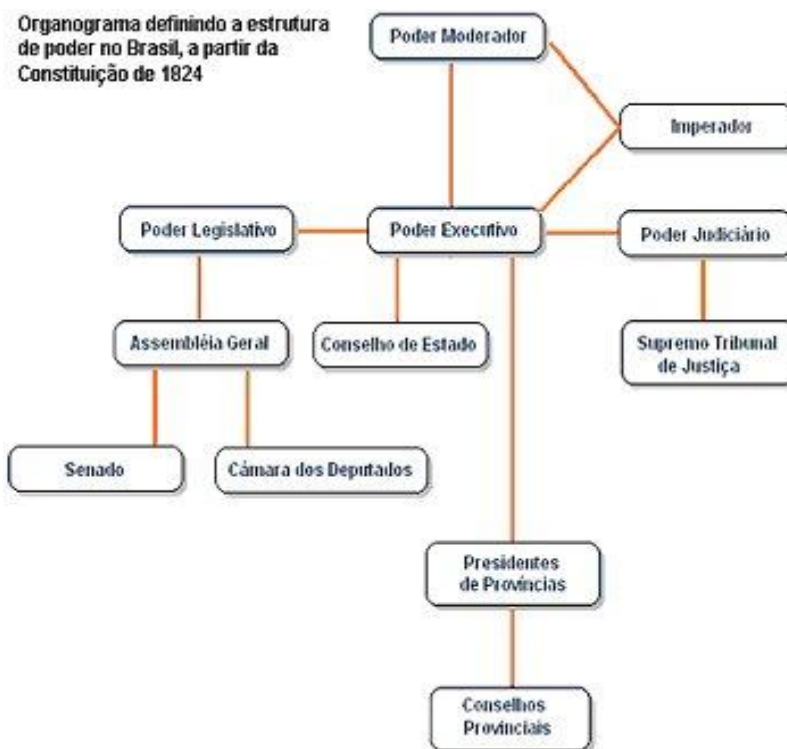 Organograma definindo a estrutura
de poder no Brasil, a partir da
Constituição de 1824
Poder Moderador
Imperador
Poder Legislativo
Poder Executivo
Poder Judiciário
Assembléia Geral
Conselho de Estado
Supremo Tribunal
de Justiça
Senado
Câmara dos Deputados
Presidentes
de Províncias
Conselhos
Provinciais